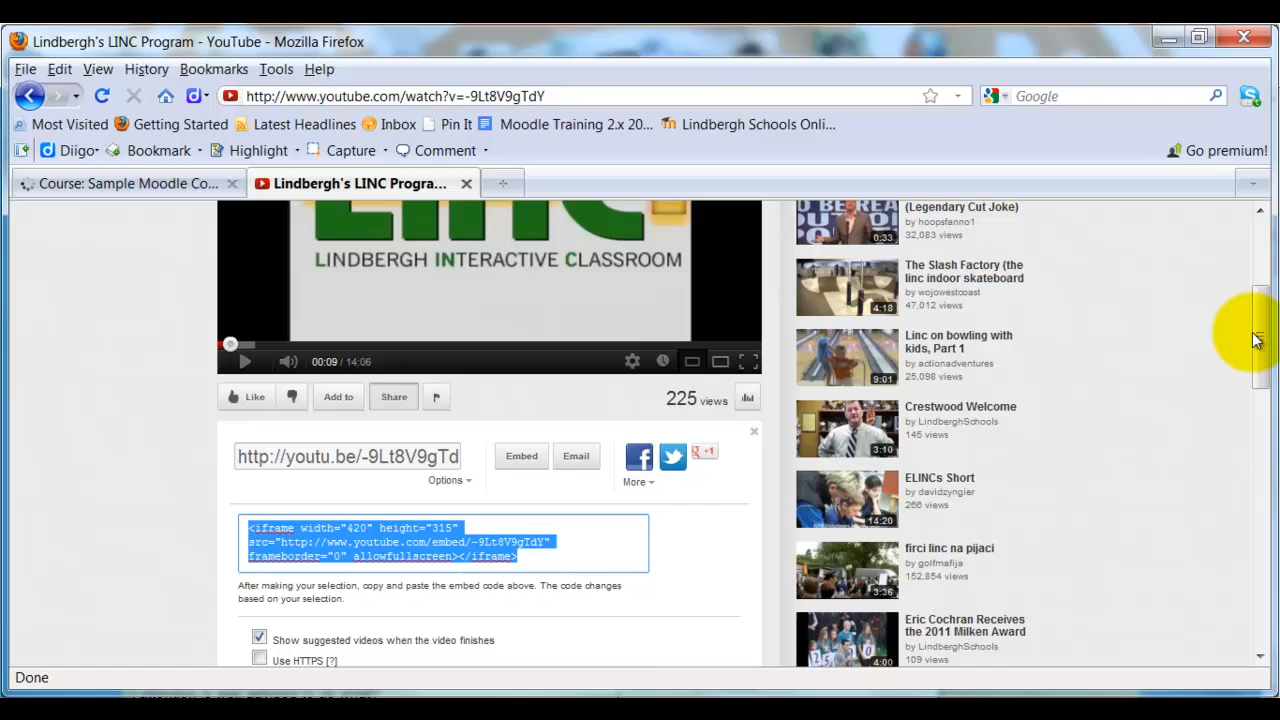 Lindbergh's LINC Program - YouTube - Mozilla Firefox
File Edit View History Bookmarks Tools Help
http://www.youtube.com/watch?v=-9Lt8V9gTdY
Google
Most Visited Getting Started Latest Headlines Inbox Pin It Moodle Training 2.x 20... Lindbergh Schools Onli...
Diigo Bookmark Highlight Capture Comment Go premium!
Course: Sample Moodle Co... Lindbergh's LINC Progra...
LINC
LINDBERGH INTERACTIVE CLASSROOM
00:09 / 14:06
Like Add to Share 225 views
http://youtu.be/-9Lt8V9gTd Embed Email +1
Options More
<iframe width="420" height="315"
src="http://www.youtube.com/embed/-9Lt8V9gTdY"
frameborder="0" allowfullscreen></iframe>
After making your selection, copy and paste the embed code above. The code changes
based on your selection.
Show suggested videos when the video finishes
Use HTTPS [?]
(Legendary Cut Joke)
by hoopsfanno1
32,083 views
0:33
The Slash Factory (the
linc indoor skateboard
by wojowestcoast
47,012 views
4:18
Linc on bowling with
kids, Part 1
by actionadventures
25,098 views
9:01
Crestwood Welcome
by LindberghSchools
145 views
3:10
ELINCs Short
by davidzyngier
266 views
14:20
firci linc na pijaci
by golfmafija
152,854 views
3:36
Eric Cochran Receives
the 2011 Milken Award
by LindberghSchools
109 views
4:00
Done